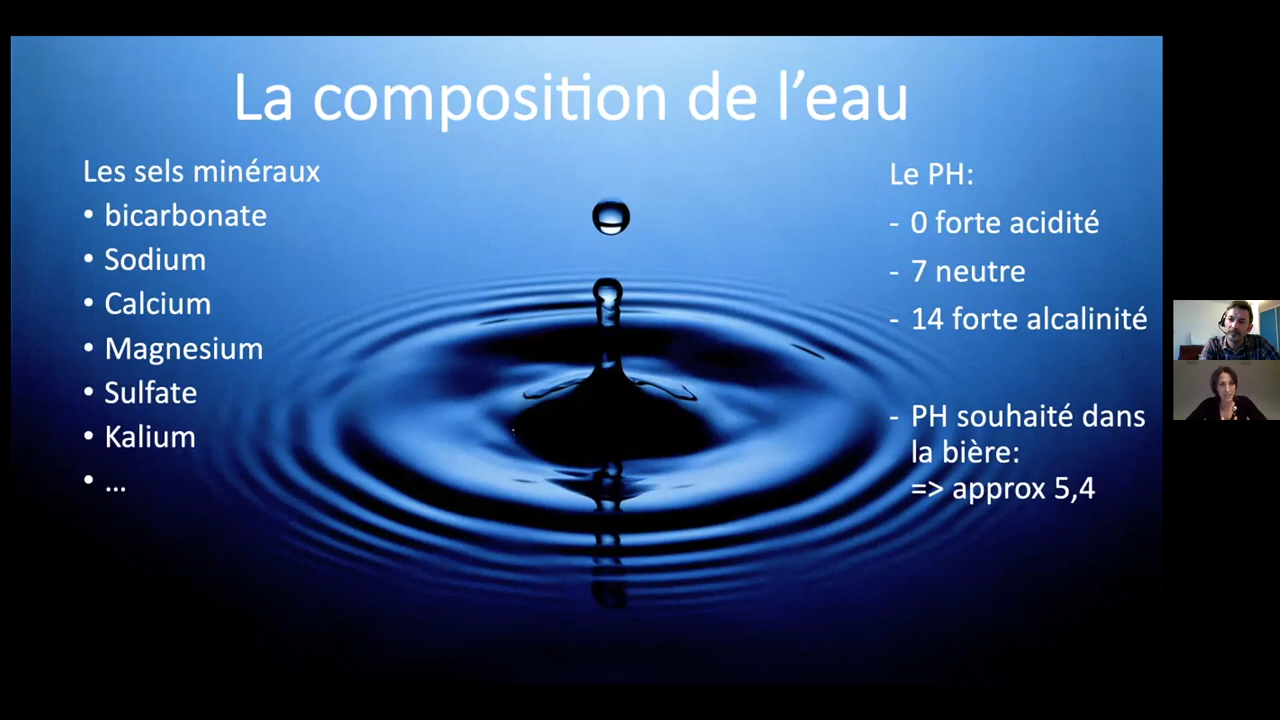 La composition de l’eau
Les sels minéraux
• bicarbonate
• Sodium
• Calcium
• Magnesium
• Sulfate
• Kalium
• ...
Le PH:
- 0 forte acidité
- 7 neutre
- 14 forte alcalinité
- PH souhaité dans
la bière:
=> approx 5,4